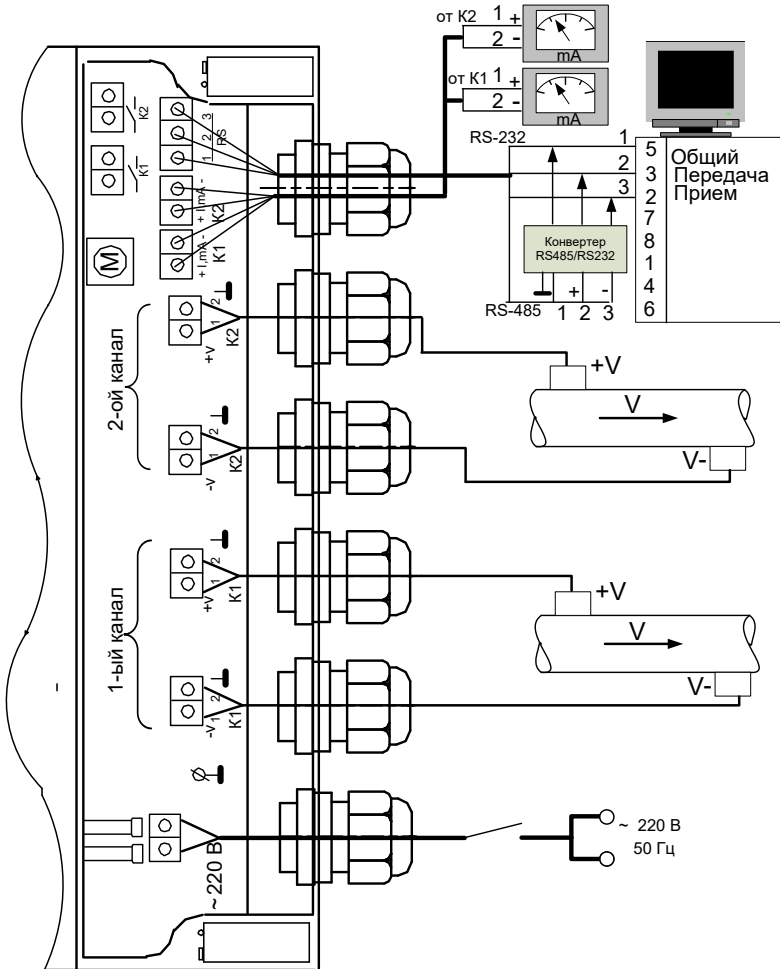 от К2 1 +
2 -
mA
от К1 1 +
2 -
mA
RS-232
1
2
3
5
3
2
7
8
1
4
6
Общий
Передача
Прием
Конвертер
RS485/RS232
RS-485
+ -
1 2 3
К2
К1
1 2 3
RS
+ I,mA -
К2
+ I,mA -
К1
M
2-ой канал
1 2
+V
К2
1 2
-V
К2
+V
V
V-
1-ый канал
1 2
+V
К1
1 2
-V
К1
+V
V
V-
~220 В
~ 220 В
50 Гц